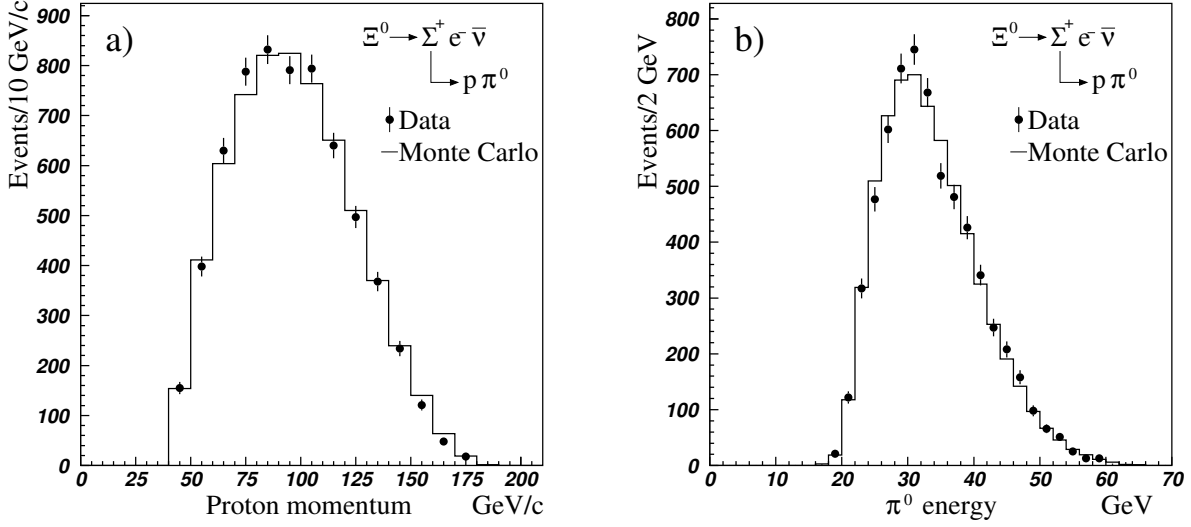 a)
Ξ⁰ → Σ⁺ e⁻ ν̄
→ p π⁰
Data
Monte Carlo
Events/10 GeV/c
900
800
700
600
500
400
300
200
100
0
0 25 50 75 100 125 150 175 200
Proton momentum GeV/c
b)
Ξ⁰ → Σ⁺ e⁻ ν̄
→ p π⁰
Data
Monte Carlo
Events/2 GeV
800
700
600
500
400
300
200
100
0
0 10 20 30 40 50 60 70
π⁰ energy GeV